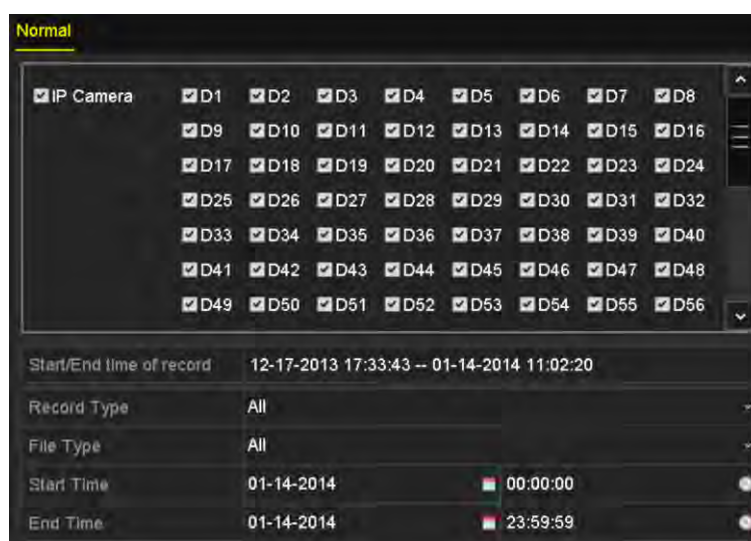 Normal
IP Camera D1 D2 D3 D4 D5 D6 D7 D8
D9 D10 D11 D12 D13 D14 D15 D16
D17 D18 D19 D20 D21 D22 D23 D24
D25 D26 D27 D28 D29 D30 D31 D32
D33 D34 D35 D36 D37 D38 D39 D40
D41 D42 D43 D44 D45 D46 D47 D48
D49 D50 D51 D52 D53 D54 D55 D56
Start/End time of record 12-17-2013 17:33:43 -- 01-14-2014 11:02:20
Record Type All
File Type All
Start Time 01-14-2014 00:00:00
End Time 01-14-2014 23:59:59